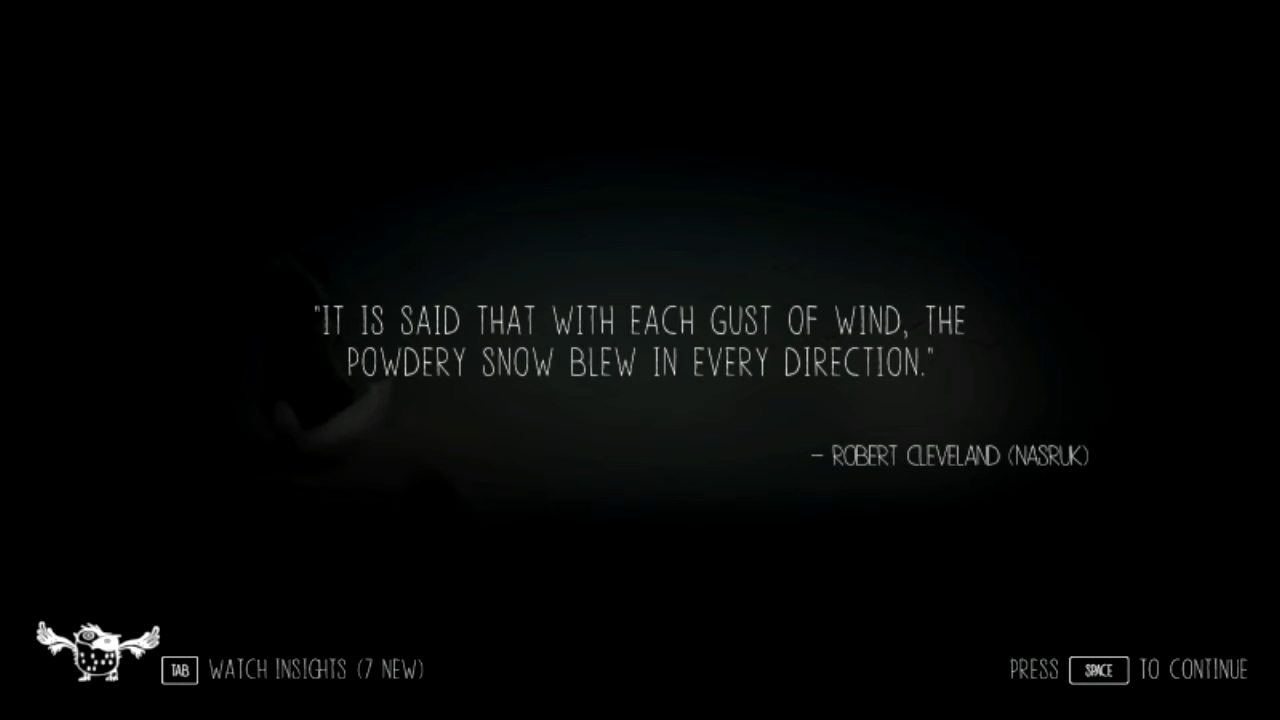 "IT IS SAID THAT WITH EACH GUST OF WIND, THE
POWDERY SNOW BLEW IN EVERY DIRECTION."
– ROBERT CLEVELAND (NASRUK)
TAB WATCH INSIGHTS (7 NEW)
PRESS SPACE TO CONTINUE